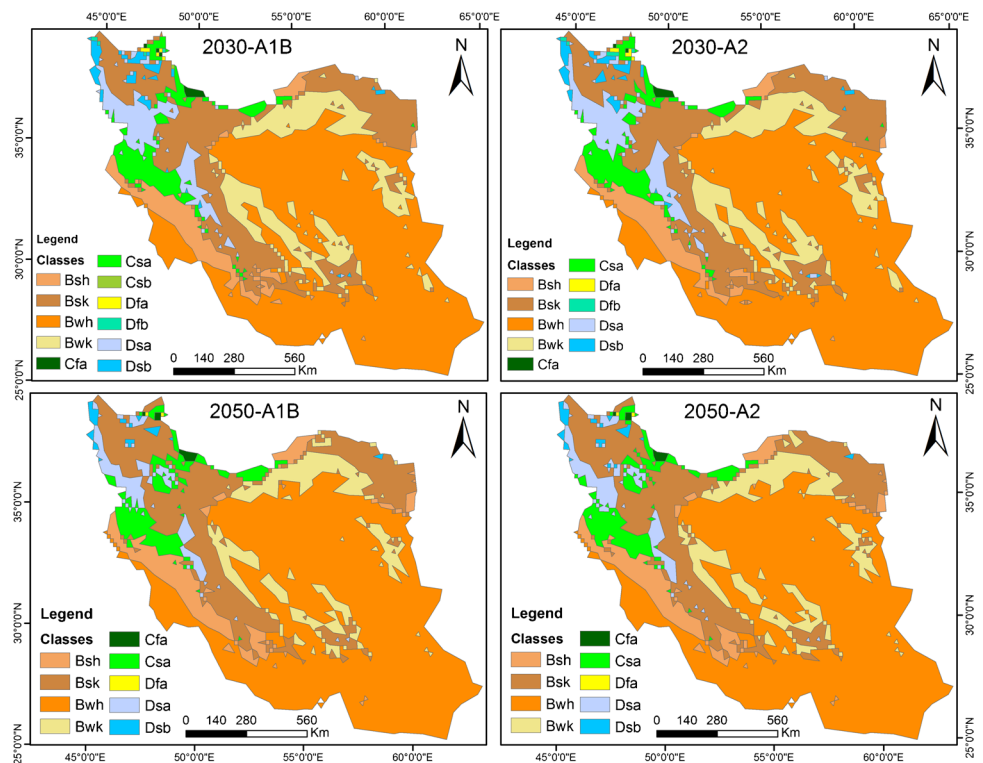 45°0'0"E 50°0'0"E 55°0'0"E 60°0'0"E 65°0'0"E
45°0'0"E 50°0'0"E 55°0'0"E 60°0'0"E 65°0'0"E
2030-A1B
N
35°0'0"N
30°0'0"N
25°0'0"N
Legend
Classes
Bsh
Bsk
Bwh
Bwk
Cfa
Csa
Csb
Dfa
Dfb
Dsa
Dsb
0 140 280 560
Km
2030-A2
N
35°0'0"N
30°0'0"N
25°0'0"N
Legend
Classes
Bsh
Bsk
Bwh
Bwk
Cfa
Csa
Dfa
Dfb
Dsa
Dsb
0 140 280 560
Km
2050-A1B
N
35°0'0"N
30°0'0"N
25°0'0"N
Legend
Classes
Bsh
Bsk
Bwh
Bwk
Cfa
Csa
Dfa
Dsa
Dsb
0 140 280 560
Km
2050-A2
N
35°0'0"N
30°0'0"N
25°0'0"N
Legend
Classes
Bsh
Bsk
Bwh
Bwk
Cfa
Csa
Dfa
Dsa
Dsb
0 140 280 560
Km
45°0'0"E 50°0'0"E 55°0'0"E 60°0'0"E
45°0'0"E 50°0'0"E 55°0'0"E 60°0'0"E